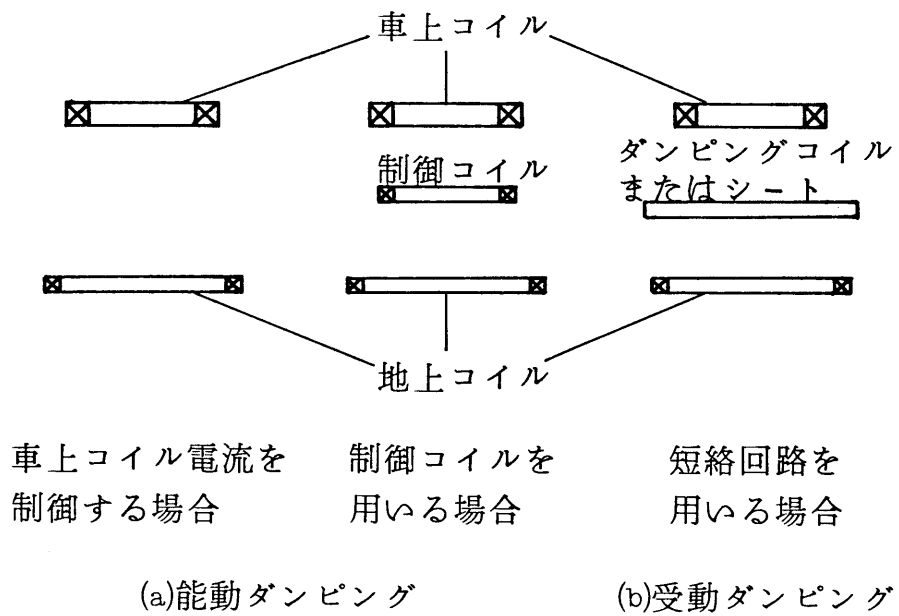 車上コイル
制御コイル
ダンピングコイル
またはシート
地上コイル
車上コイル電流を
制御する場合
制御コイルを
用いる場合
短絡回路を
用いる場合
(a)能動ダンピング
(b)受動ダンピング